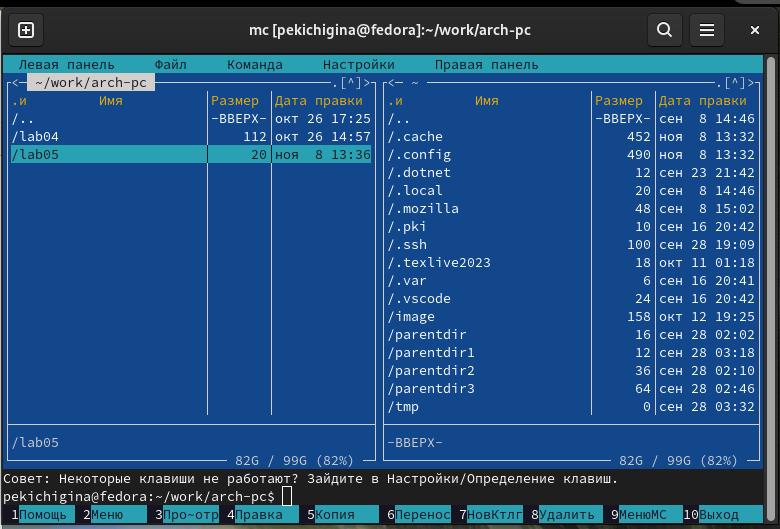 mc [pekichigina@fedora]:~/work/arch-pc
Левая панель Файл Команда Настройки Правая панель
<— ~/work/arch-pc .[^]>
.и Имя Размер Дата правки
/.. -ВВЕРХ- окт 26 17:25
/lab04 112 окт 26 14:57
/lab05 20 ноя 8 13:36
/lab05
82G / 99G (82%)
<— ~ .[^]>
.и Имя Размер Дата правки
/.. -ВВЕРХ- сен 8 14:46
/.cache 452 ноя 8 13:32
/.config 490 ноя 8 13:32
/.dotnet 12 сен 23 21:42
/.local 20 сен 8 14:46
/.mozilla 48 сен 8 15:02
/.pki 10 сен 16 20:42
/.ssh 100 сен 28 19:09
/.texlive2023 18 окт 11 01:18
/.var 6 сен 16 20:41
/.vscode 24 сен 16 20:42
/image 158 окт 12 19:25
/parentdir 16 сен 28 02:02
/parentdir1 12 сен 28 03:18
/parentdir2 36 сен 28 02:10
/parentdir3 64 сен 28 02:46
/tmp 0 сен 28 03:32
-ВВЕРХ-
82G / 99G (82%)
Совет: Некоторые клавиши не работают? Зайдите в Настройки/Определение клавиш.
pekichigina@fedora:~/work/arch-pc$
1Помощь 2Меню 3Про~отр 4Правка 5Копия 6Перенос 7НовКтлг 8Удалить 9МенюMC 10Выход